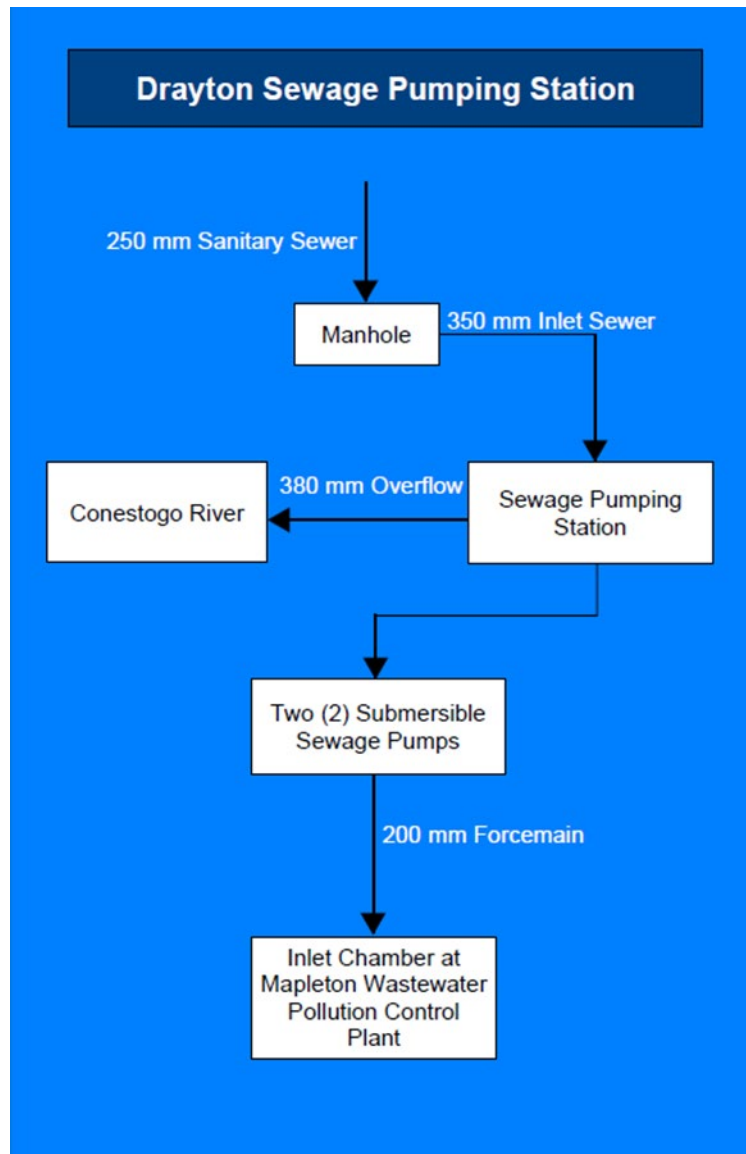 Drayton Sewage Pumping Station
250 mm Sanitary Sewer
Manhole
350 mm Inlet Sewer
Conestogo River
380 mm Overflow
Sewage Pumping
Station
Two (2) Submersible
Sewage Pumps
200 mm Forcemain
Inlet Chamber at
Mapleton Wastewater
Pollution Control
Plant